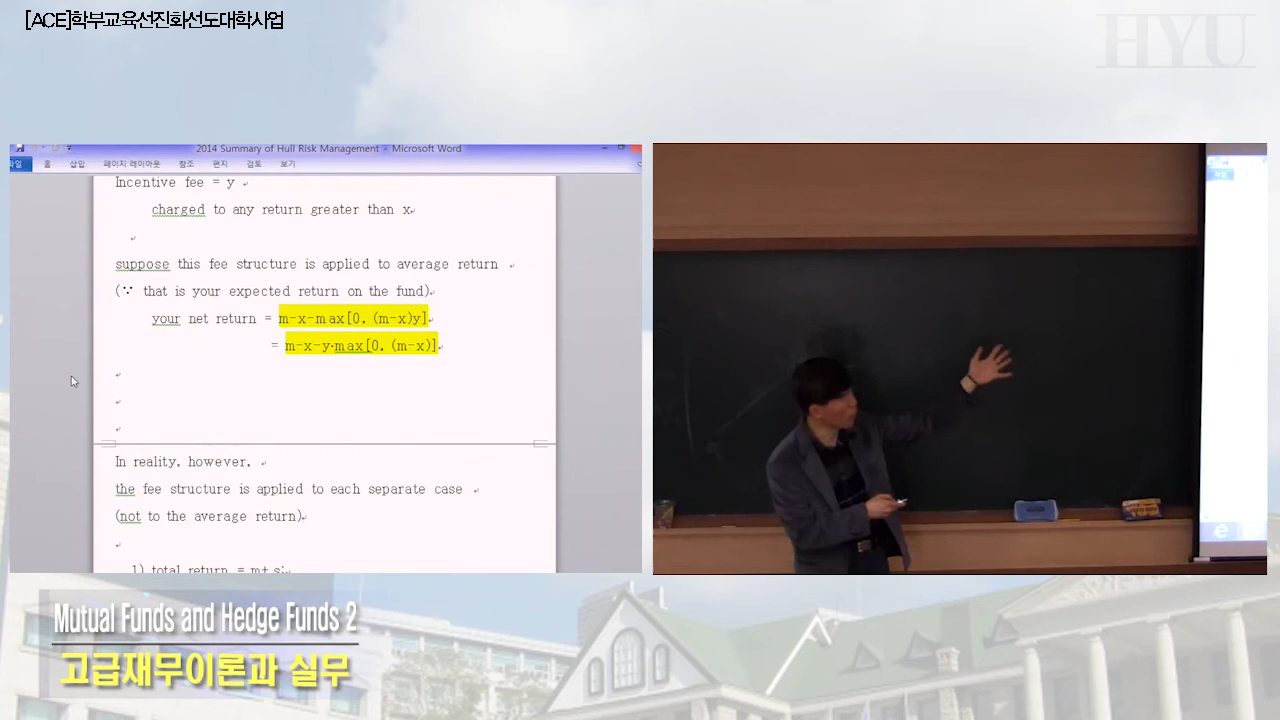 [ACE]학부교육선진화선도대학사업
HYU
2014 Summary of Hull Risk Management - Microsoft Word
파일 홈 삽입 페이지 레이아웃 참조 편지 검토 보기
Incentive fee = y
charged to any return greater than x
suppose this fee structure is applied to average return
(∵ that is your expected return on the fund)
your net return = m-x-max[0, (m-x)y]
= m-x-y·max[0, (m-x)]
In reality, however,
the fee structure is applied to each separate case
(not to the average return)
1) total return = m+s:
Mutual Funds and Hedge Funds 2
고급재무이론과 실무